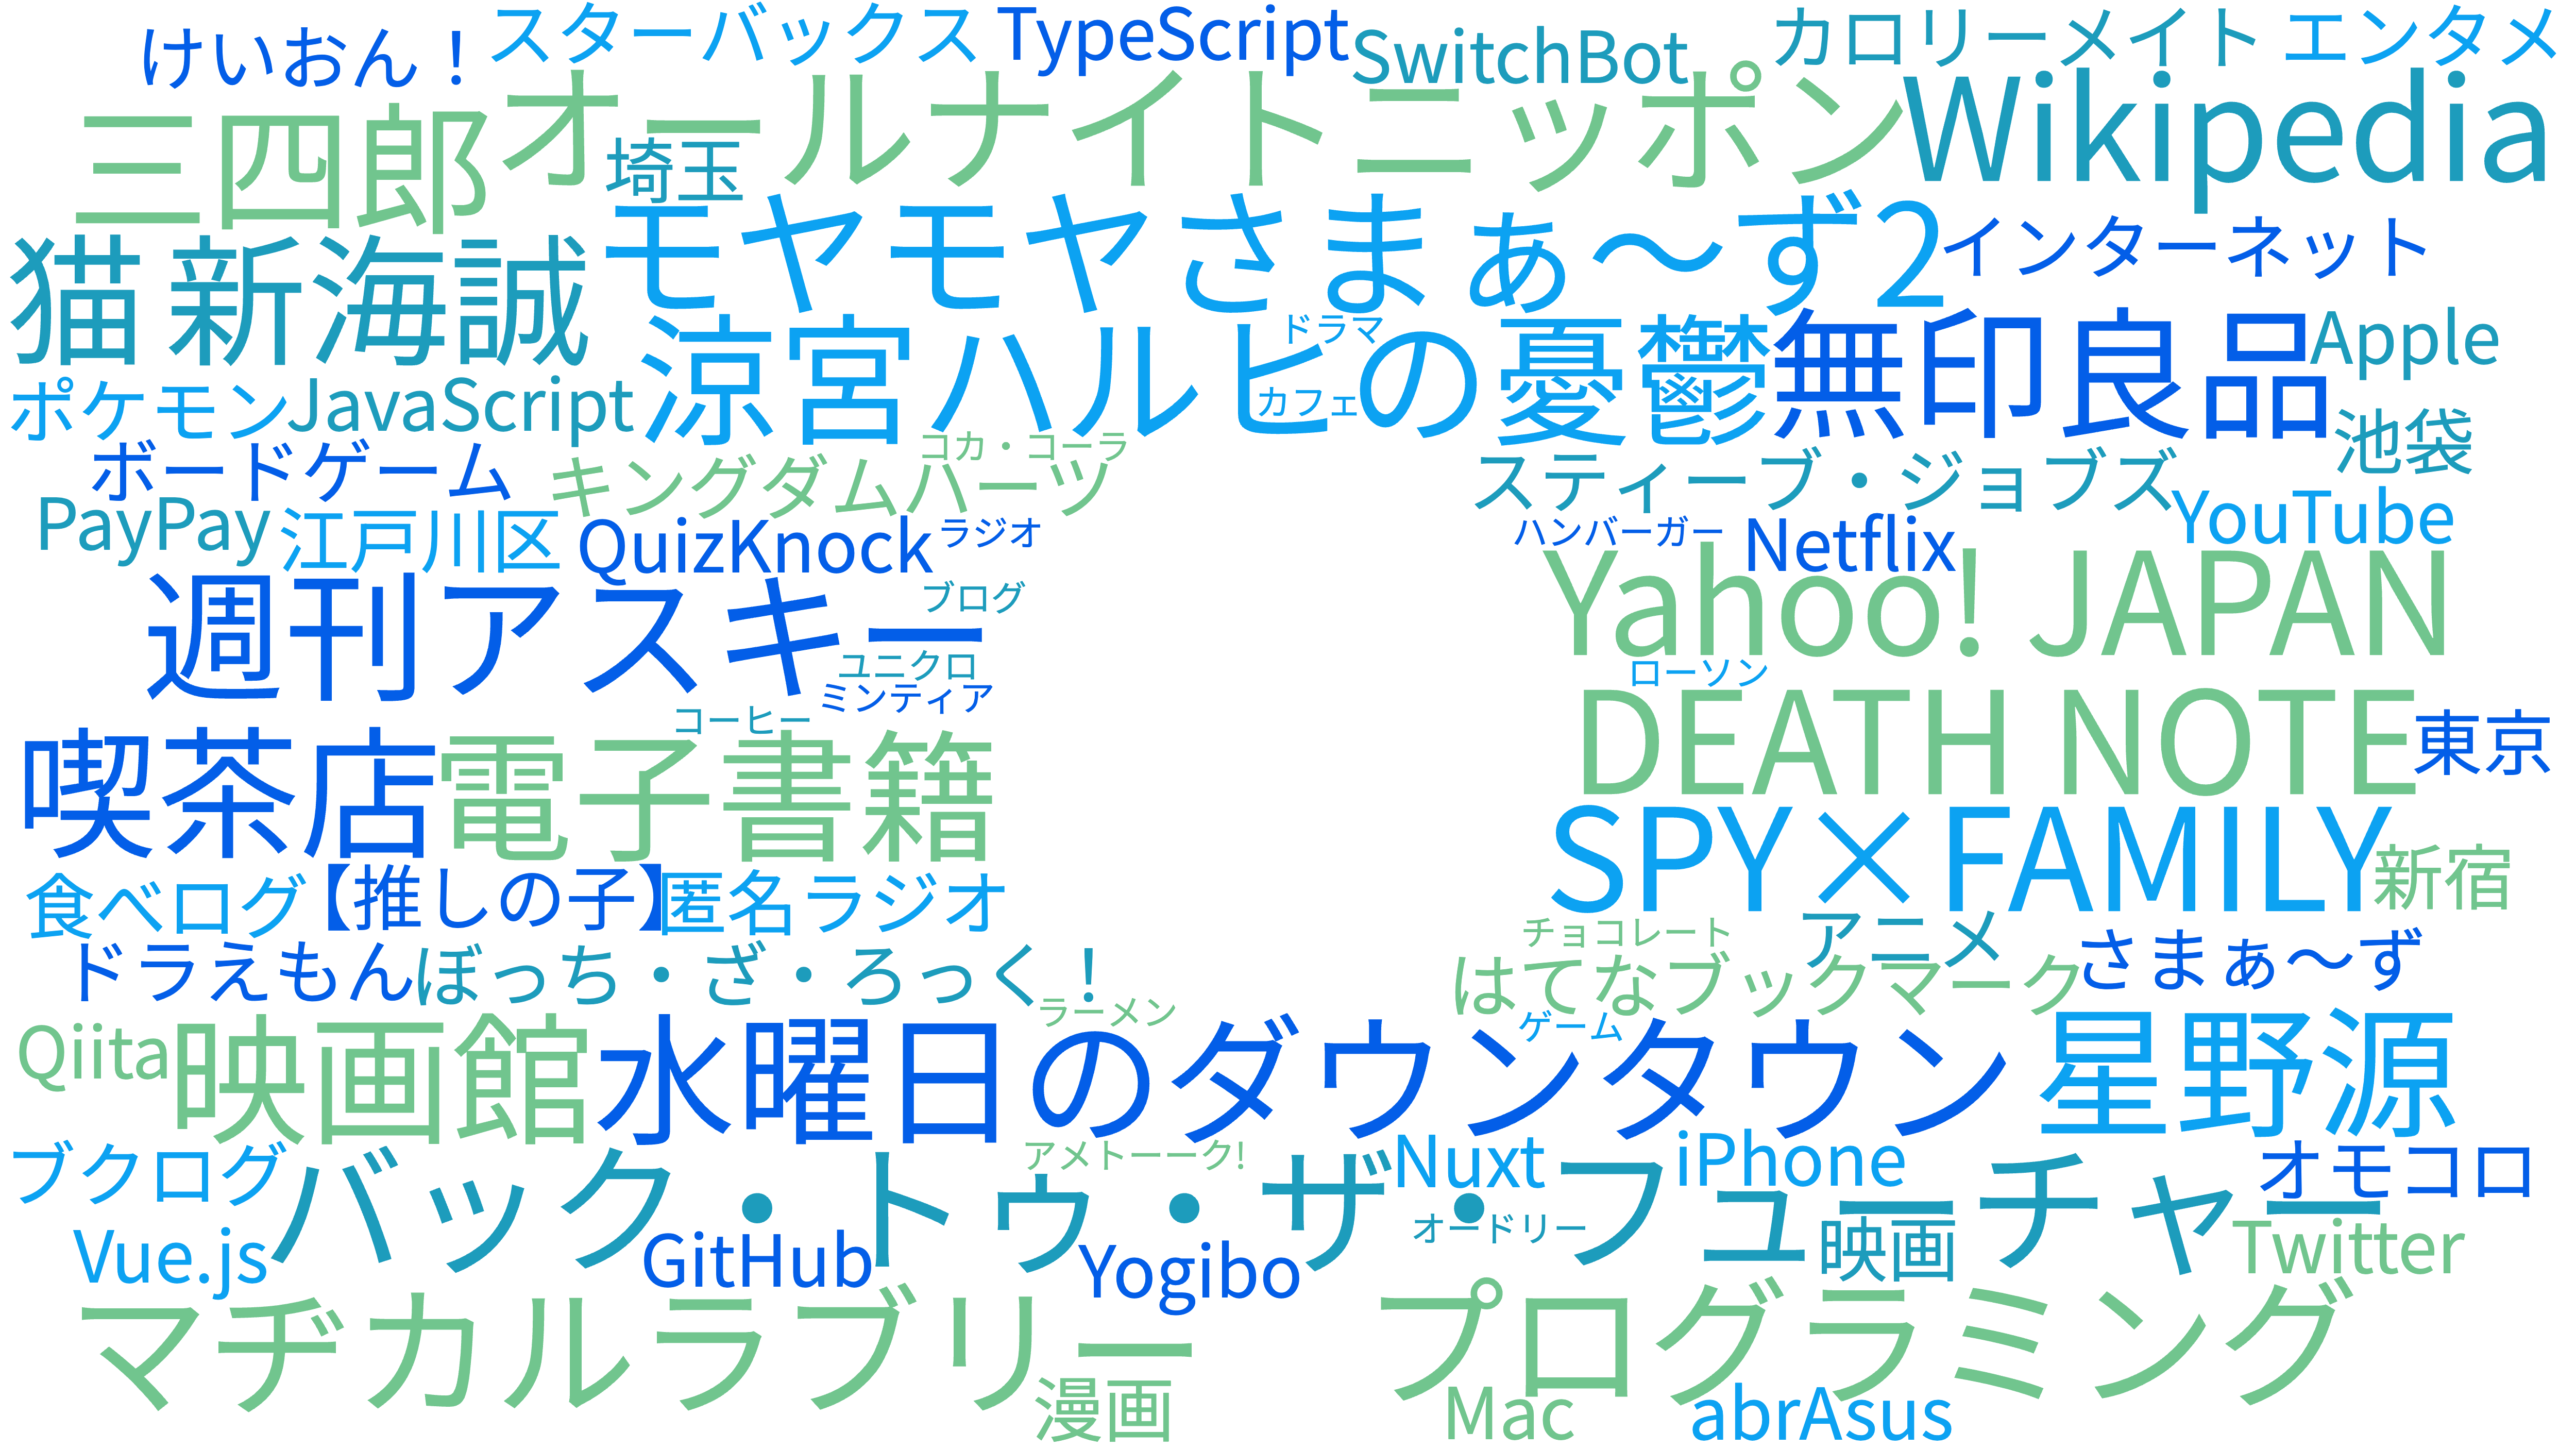 けいおん！
スターバックス
TypeScript
SwitchBot
カロリーメイト
エンタメ
三四郎
オールナイトニッポン
Wikipedia
埼玉
猫
新海誠
モヤモヤさまぁ～ず2
インターネット
涼宮ハルヒの憂鬱
ドラマ
カフェ
無印良品
Apple
ポケモン
JavaScript
池袋
ボードゲーム
コカ・コーラ
キングダムハーツ
スティーブ・ジョブズ
PayPay
江戸川区
QuizKnock
ラジオ
ハンバーガー
Netflix
YouTube
週刊アスキー
ブログ
Yahoo! JAPAN
ユニクロ
ミンティア
ローソン
コーヒー
DEATH NOTE
東京
喫茶店
電子書籍
SPY×FAMILY
新宿
食べログ
【推しの子】
匿名ラジオ
チョコレート
アニメ
ドラえもん
ぼっち・ざ・ろっく！
はてなブックマーク
さまぁ～ず
Qiita
映画館
ラーメン
水曜日のダウンタウン
ゲーム
星野源
ブクログ
アメトーーク!
バック・トゥ・ザ・フューチャー
Nuxt
iPhone
オモコロ
Vue.js
GitHub
Yogibo
オードリー
映画
Twitter
マヂカルラブリー
プログラミング
漫画
Mac
abrAsus